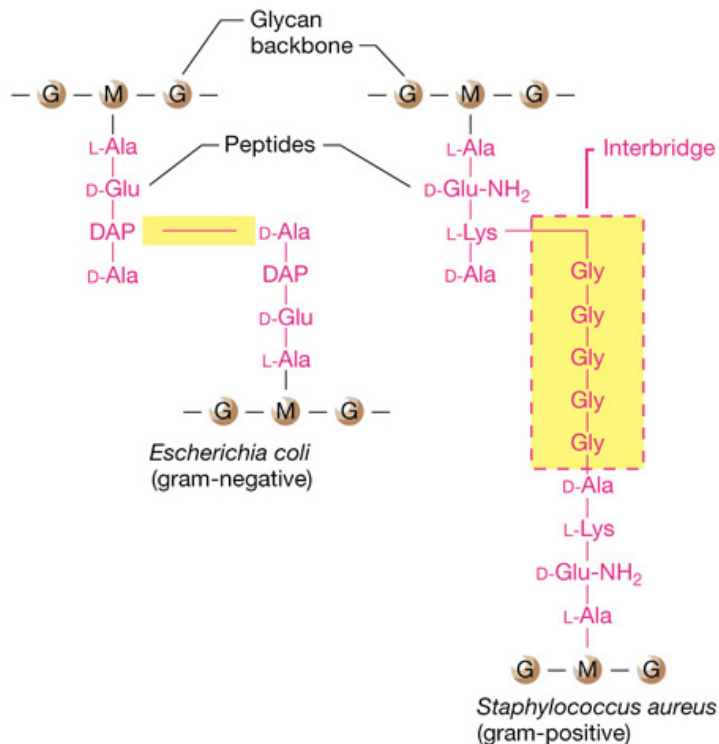 Glycan
backbone
– G – M – G –
– G – M – G –
L-Ala
Peptides
L-Ala
Interbridge
D-Glu
D-Glu-NH₂
DAP
D-Ala
L-Lys
D-Ala
DAP
D-Ala
Gly
D-Glu
Gly
L-Ala
Gly
– G – M – G –
Gly
Escherichia coli
(gram-negative)
Gly
D-Ala
L-Lys
D-Glu-NH₂
L-Ala
G – M – G
Staphylococcus aureus
(gram-positive)